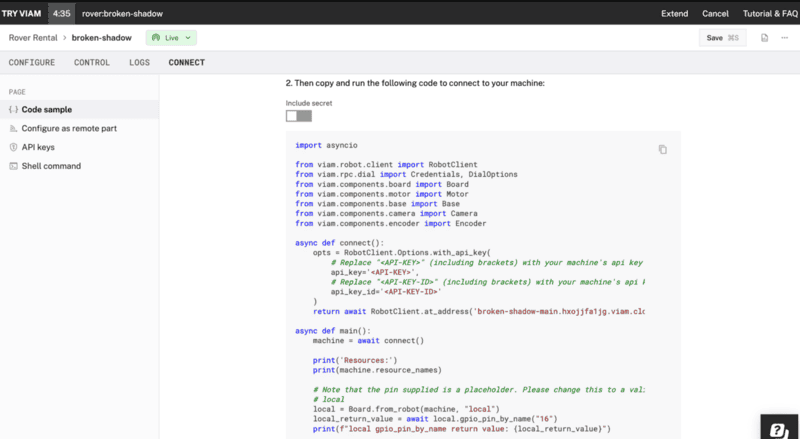 TRY VIAM 4:35 rover:broken-shadow Extend Cancel Tutorial & FAQ
Rover Rental > broken-shadow Live Save ⌘S
CONFIGURE CONTROL LOGS CONNECT
PAGE
Code sample
Configure as remote part
API keys
Shell command
2. Then copy and run the following code to connect to your machine:
Include secret
import asyncio
from viam.robot.client import RobotClient
from viam.rpc.dial import Credentials, DialOptions
from viam.components.board import Board
from viam.components.motor import Motor
from viam.components.base import Base
from viam.components.camera import Camera
from viam.components.encoder import Encoder
async def connect():
opts = RobotClient.Options.with_api_key(
# Replace "<API-KEY>" (including brackets) with your machine's api key
api_key='<API-KEY>',
# Replace "<API-KEY-ID>" (including brackets) with your machine's api
api_key_id='<API-KEY-ID>'
)
return await RobotClient.at_address('broken-shadow-main.hxojjfa1jg.viam.clo
async def main():
machine = await connect()
print('Resources:')
print(machine.resource_names)
# Note that the pin supplied is a placeholder. Please change this to a vali
# local
local = Board.from_robot(machine, "local")
local_return_value = await local.gpio_pin_by_name("16")
print(f"local gpio_pin_by_name return value: {local_return_value}")